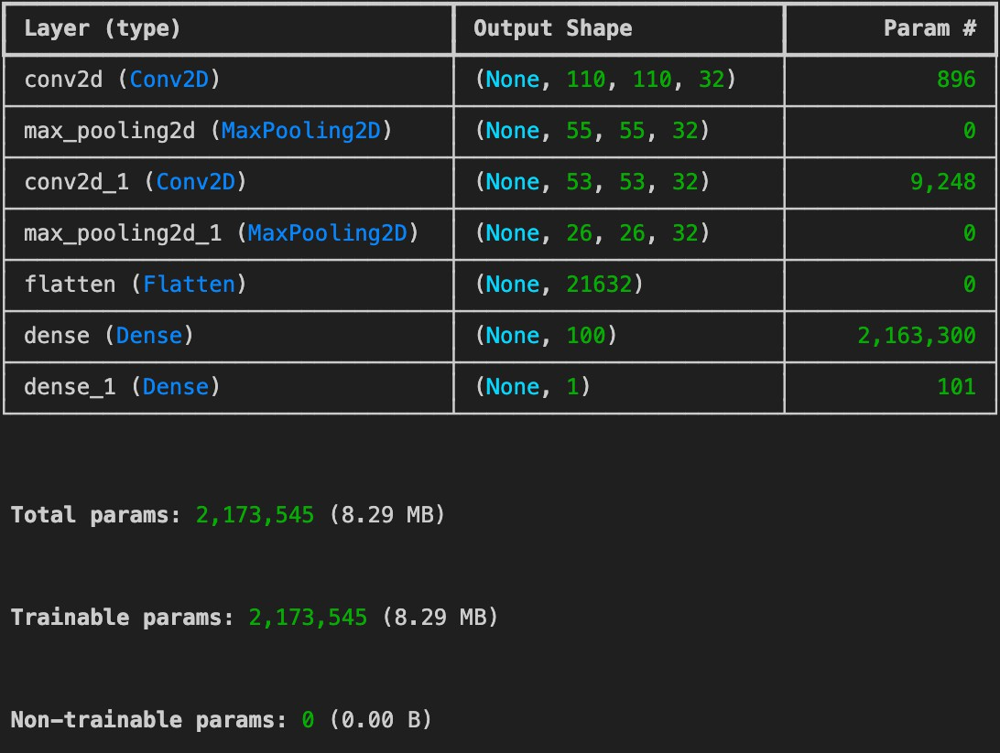 Layer (type) Output Shape Param #
conv2d (Conv2D) (None, 110, 110, 32) 896
max_pooling2d (MaxPooling2D) (None, 55, 55, 32) 0
conv2d_1 (Conv2D) (None, 53, 53, 32) 9,248
max_pooling2d_1 (MaxPooling2D) (None, 26, 26, 32) 0
flatten (Flatten) (None, 21632) 0
dense (Dense) (None, 100) 2,163,300
dense_1 (Dense) (None, 1) 101
Total params: 2,173,545 (8.29 MB)
Trainable params: 2,173,545 (8.29 MB)
Non-trainable params: 0 (0.00 B)